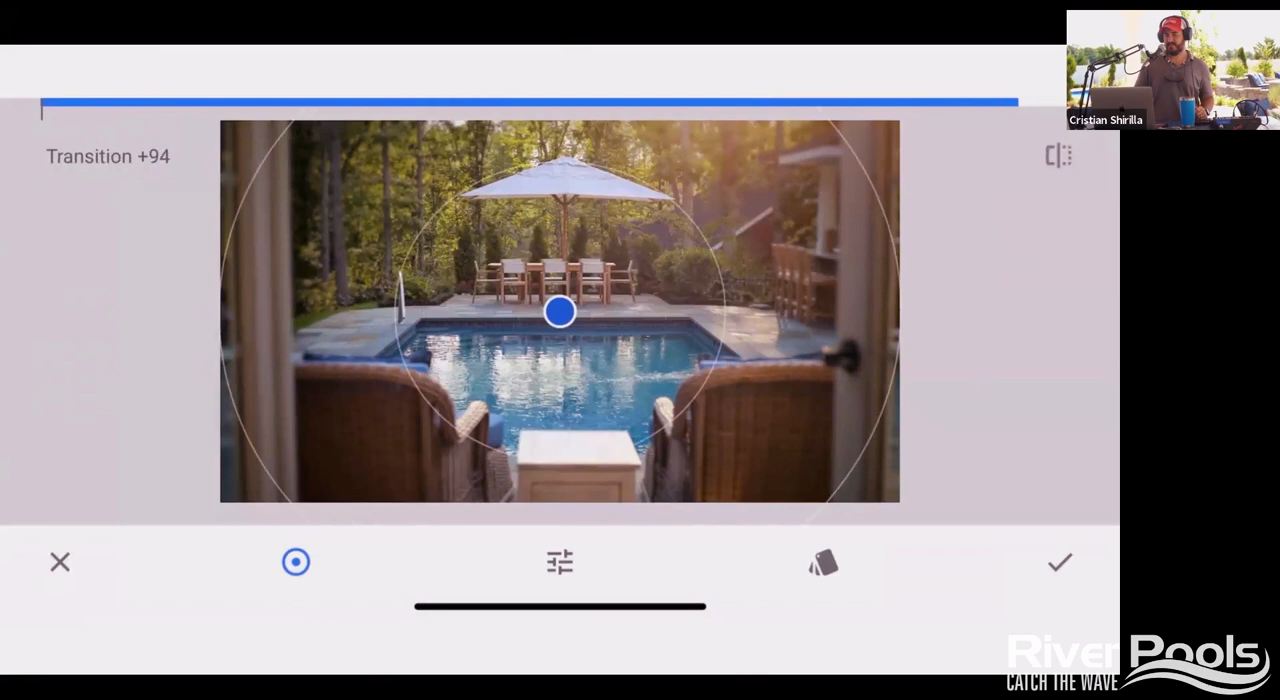 Cristian Shirilla
Transition +94
River Pools
CATCH THE WAVE